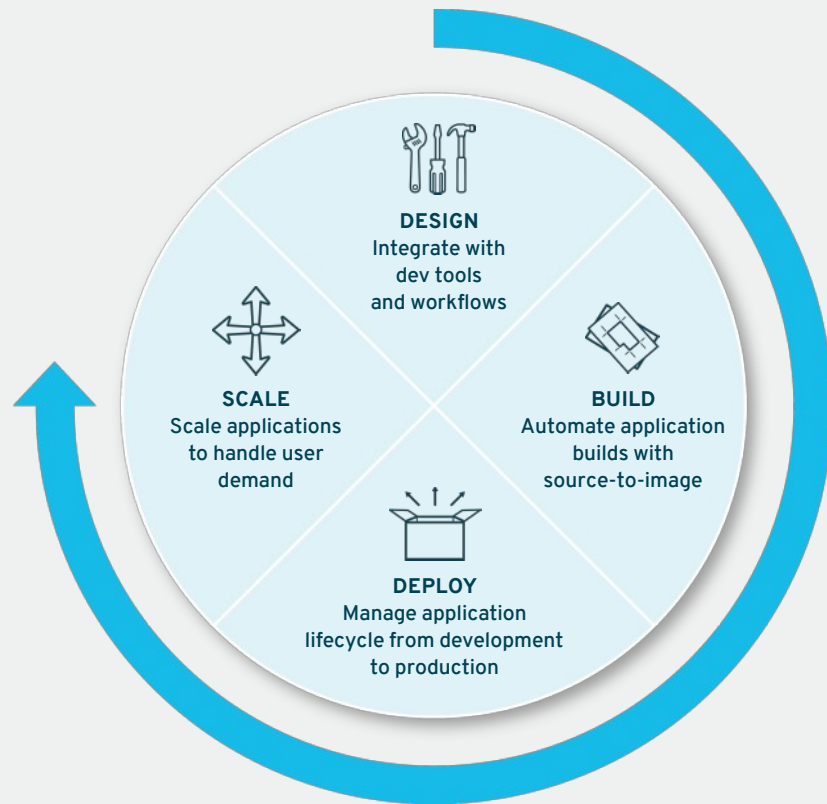 DESIGN
Integrate with
dev tools
and workflows
BUILD
Automate application
builds with
source-to-image
DEPLOY
Manage application
lifecycle from development
to production
SCALE
Scale applications
to handle user
demand